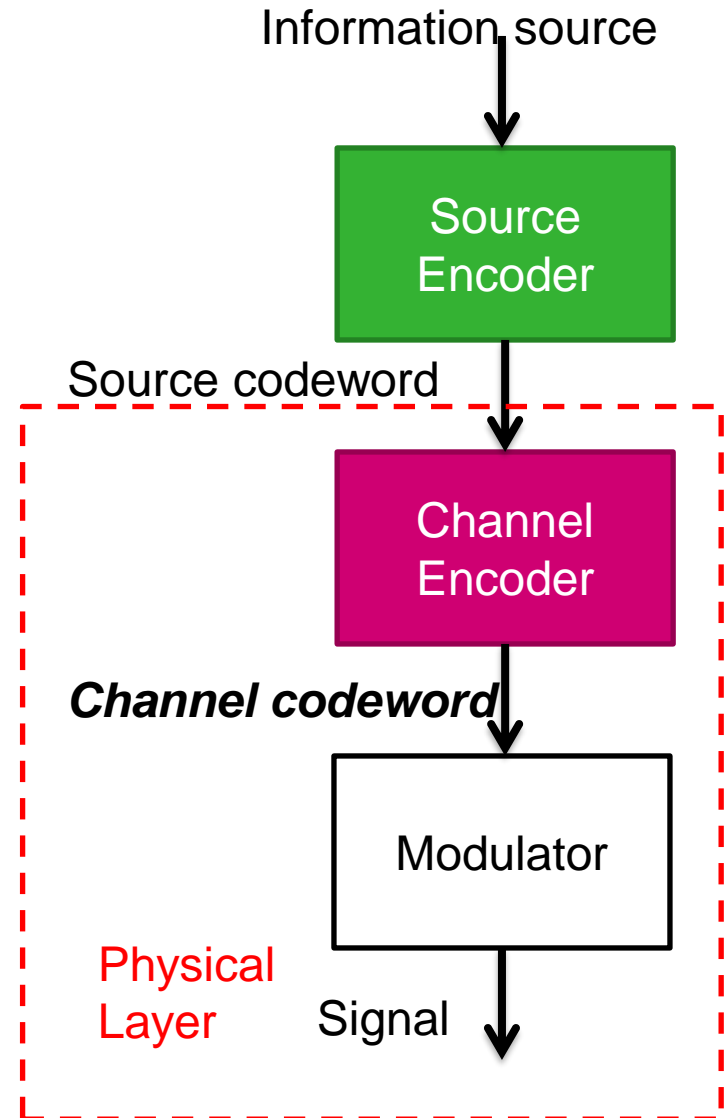 Information source
Source
Encoder
Source codeword
Channel
Encoder
Channel codeword
Modulator
Physical
Layer
Signal